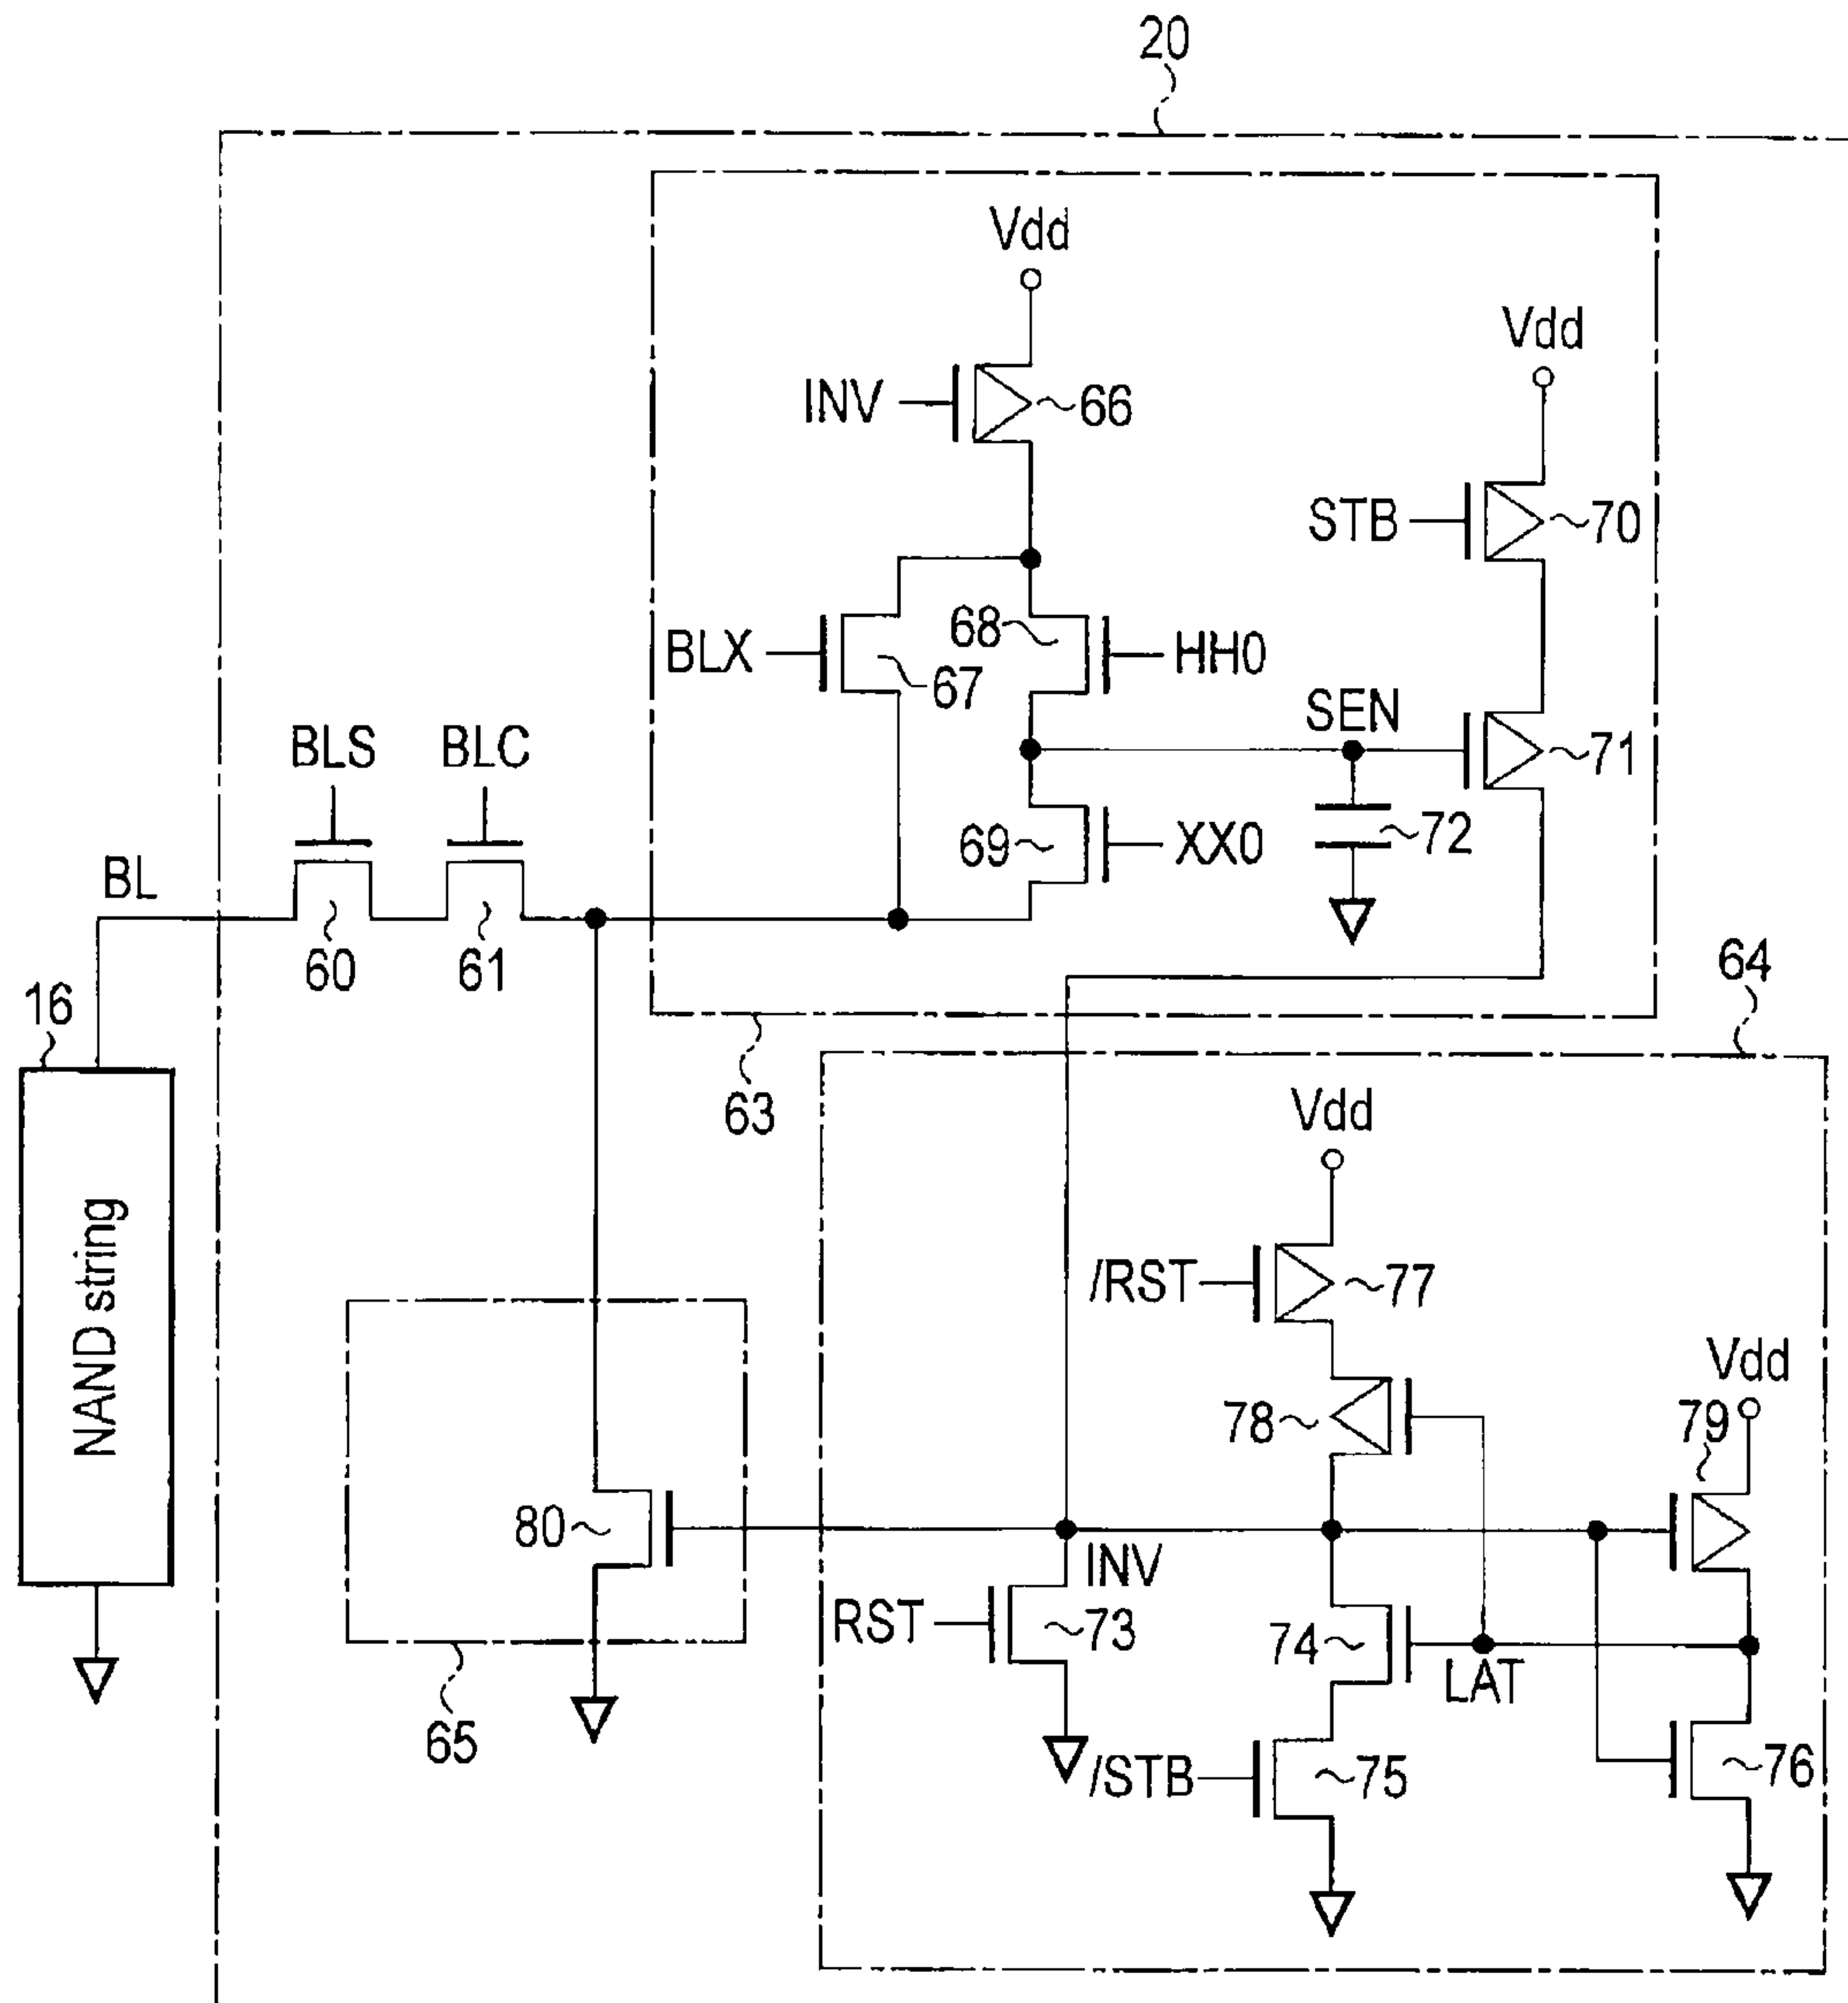 20
Vdd
Vdd
INV
66
STB
70
BLX
67
68
HH0
SEN
71
BLS
BLC
69
XX0
72
BL
60
61
16
63
64
NAND string
Vdd
/RST
77
Vdd
78
79
80
INV
RST
73
74
LAT
65
/STB
75
76